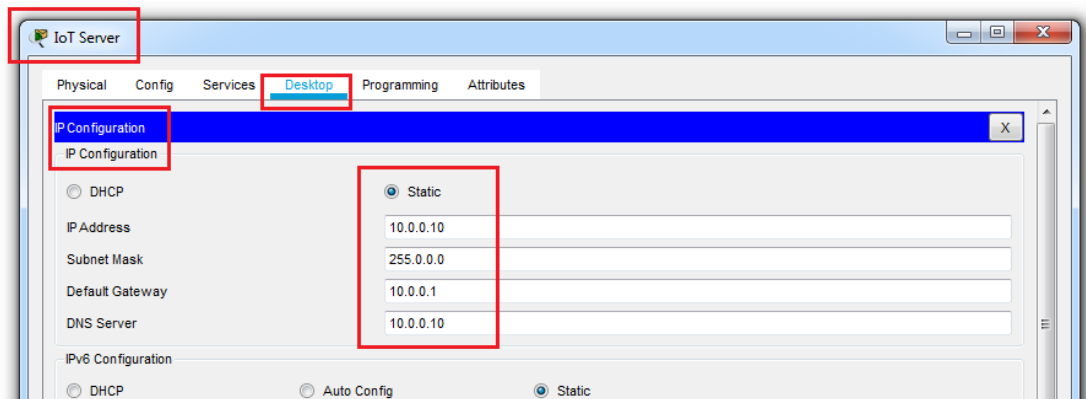 IoT Server
Physical Config Services Desktop Programming Attributes
IP Configuration X
IP Configuration
DHCP Static
IP Address 10.0.0.10
Subnet Mask 255.0.0.0
Default Gateway 10.0.0.1
DNS Server 10.0.0.10
IPv6 Configuration
DHCP Auto Config Static